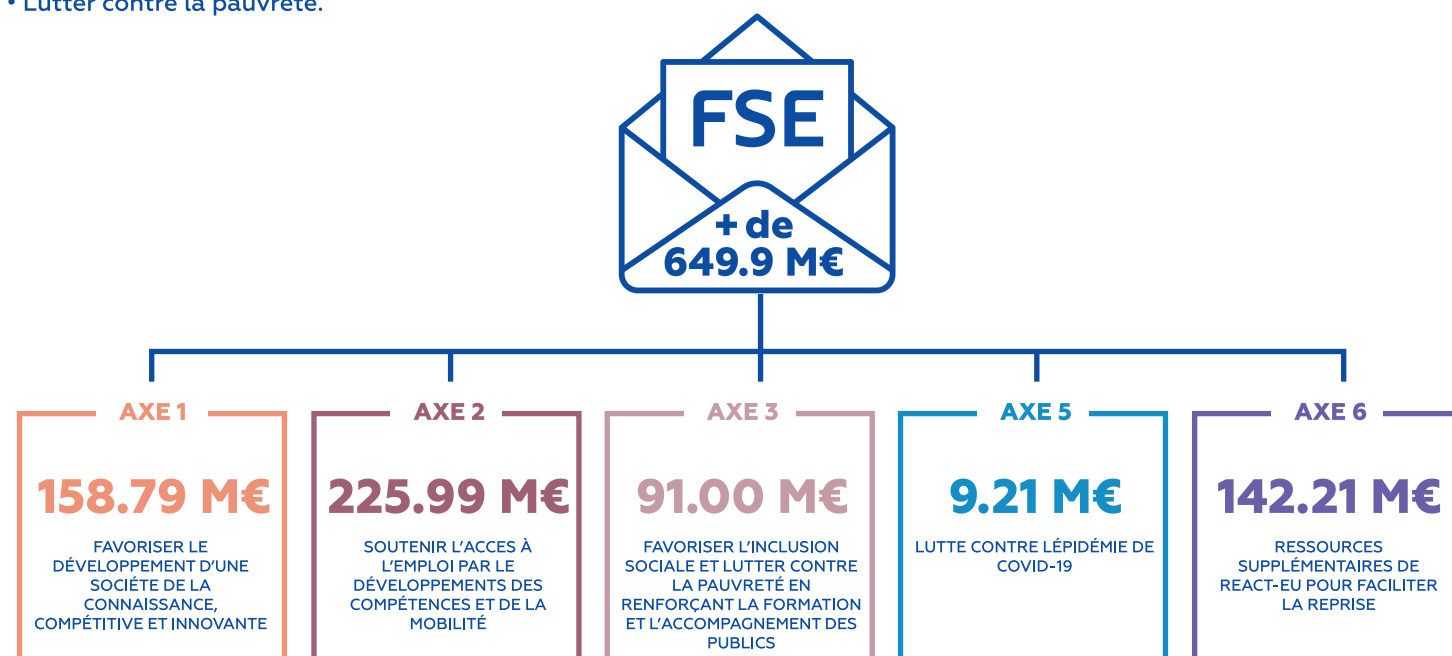 • Lutter contre la pauvreté.
FSE
+ de
649.9 M€
AXE 1
158.79 M€
FAVORISER LE
DÉVELOPPEMENT D'UNE
SOCIÉTE DE LA
CONNAISSANCE,
COMPÉTITIVE ET INNOVANTE
AXE 2
225.99 M€
SOUTENIR L'ACCES À
L'EMPLOI PAR LE
DÉVELOPPEMENTS DES
COMPÉTENCES ET DE LA
MOBILITÉ
AXE 3
91.00 M€
FAVORISER L'INCLUSION
SOCIALE ET LUTTER CONTRE
LA PAUVRETÉ EN
RENFORÇANT LA FORMATION
ET L'ACCOMPAGNEMENT DES
PUBLICS
AXE 5
9.21 M€
LUTTE CONTRE LÉPIDÉMIE DE
COVID-19
AXE 6
142.21 M€
RESSOURCES
SUPPLÉMENTAIRES DE
REACT-EU POUR FACILITER
LA REPRISE